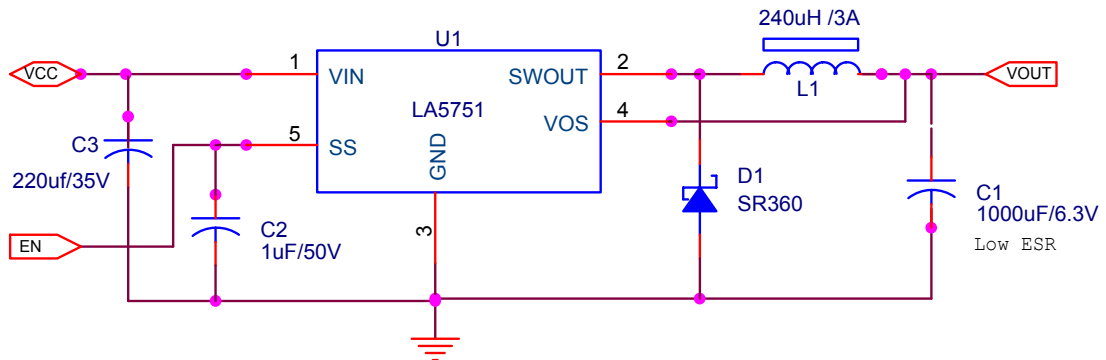 240uH /3A
U1
VCC
1
VIN
SWOUT
2
L1
VOUT
LA5751
VOS
4
C3
5
SS
GND
220uf/35V
D1
SR360
C1
1000uF/6.3V
Low ESR
C2
1uF/50V
3
EN